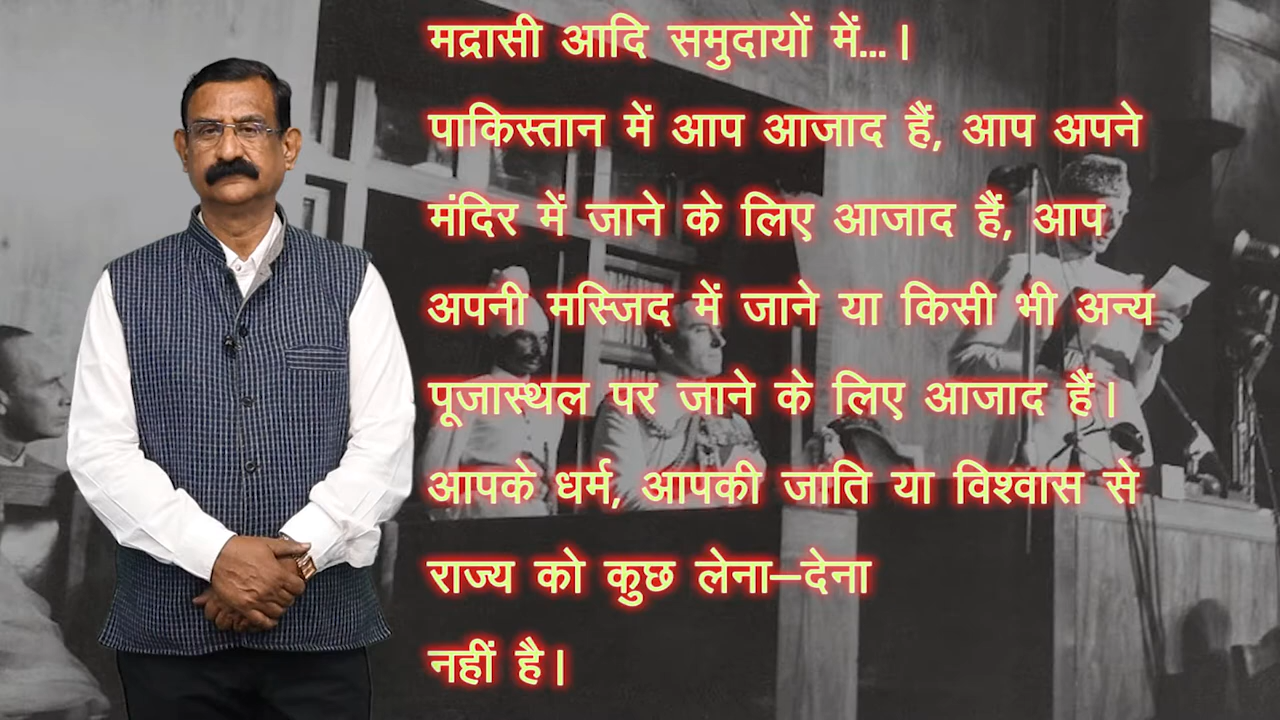 मद्रासी आदि समुदायों में...।
पाकिस्तान में आप आजाद हैं, आप अपने
मंदिर में जाने के लिए आजाद हैं, आप
अपनी मस्जिद में जाने या किसी भी अन्य
पूजास्थल पर जाने के लिए आजाद हैं।
आपके धर्म, आपकी जाति या विश्वास से
राज्य को कुछ लेना–देना
नहीं है।